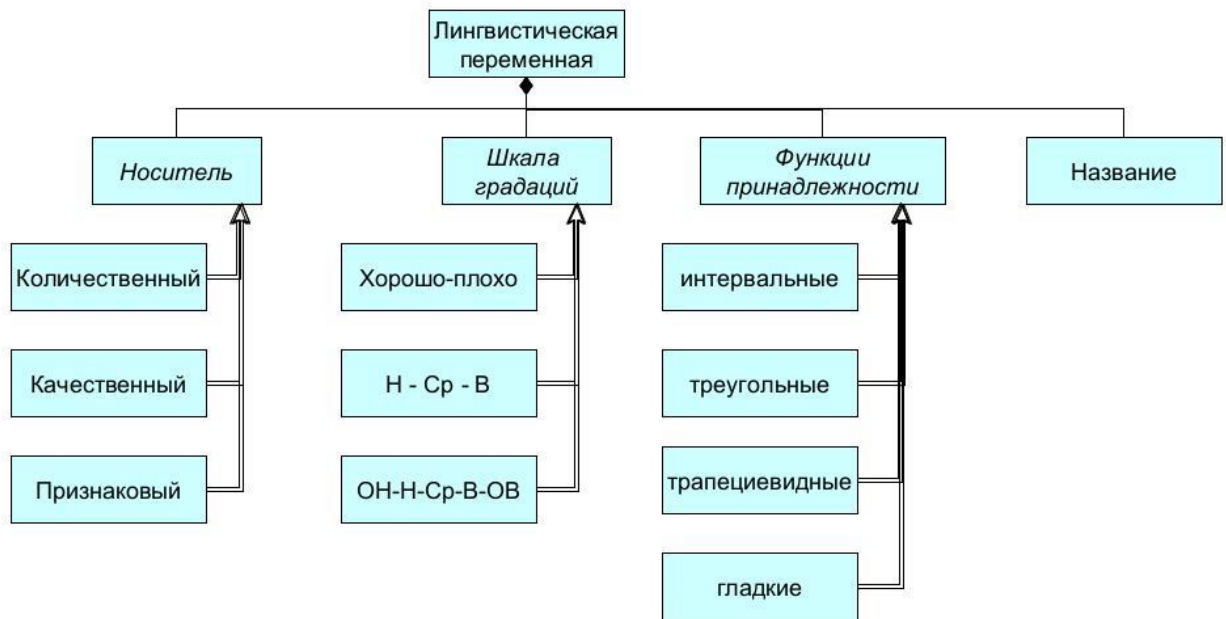 Лингвистическая
переменная
Носитель
Шкала
градаций
Функции
принадлежности
Название
Количественный
Хорошо-плохо
интервальные
Качественный
Н - Ср - В
треугольные
Признаковый
ОН-Н-Ср-В-ОВ
трапециевидные
гладкие